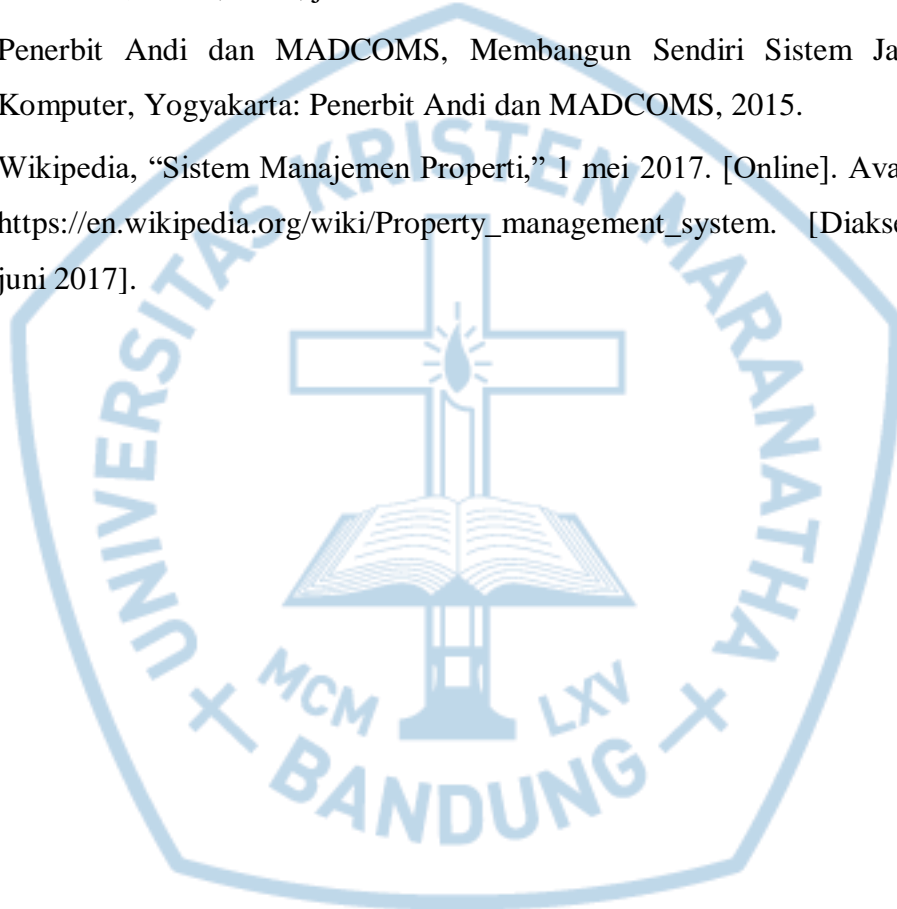 Penerbit Andi dan MADCOMS, Membangun Sendiri Sistem Ja
Komputer, Yogyakarta: Penerbit Andi dan MADCOMS, 2015.
Wikipedia, “Sistem Manajemen Properti,” 1 mei 2017. [Online]. Ava
https://en.wikipedia.org/wiki/Property_management_system. [Diakse
juni 2017].
UNIVERSITAS KRISTEN MARANATHA
MCM LXV
BANDUNG